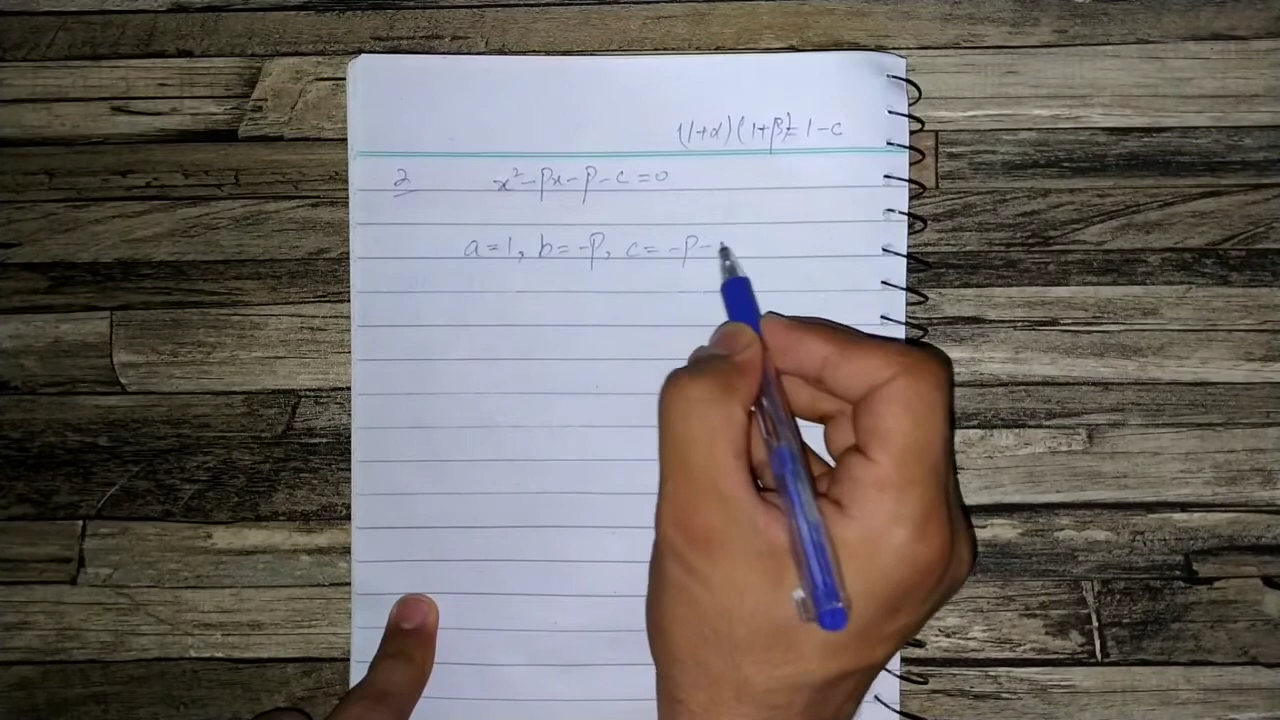 (1+α)(1+β)=1-c
2 x²-px-p-c=0
a=1, b=-p, c=-p-